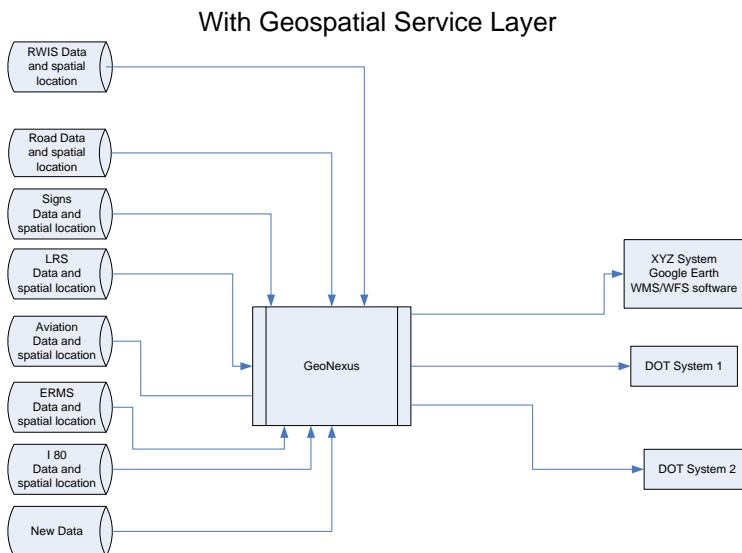 With Geospatial Service Layer
RWIS Data
and spatial
location
Road Data
and spatial
location
Signs
Data and
spatial location
LRS
Data and
spatial location
Aviation
Data and
spatial location
ERMS
Data and
spatial location
I 80
Data and
spatial location
New Data
GeoNexus
XYZ System
Google Earth
WMS/WFS software
DOT System 1
DOT System 2